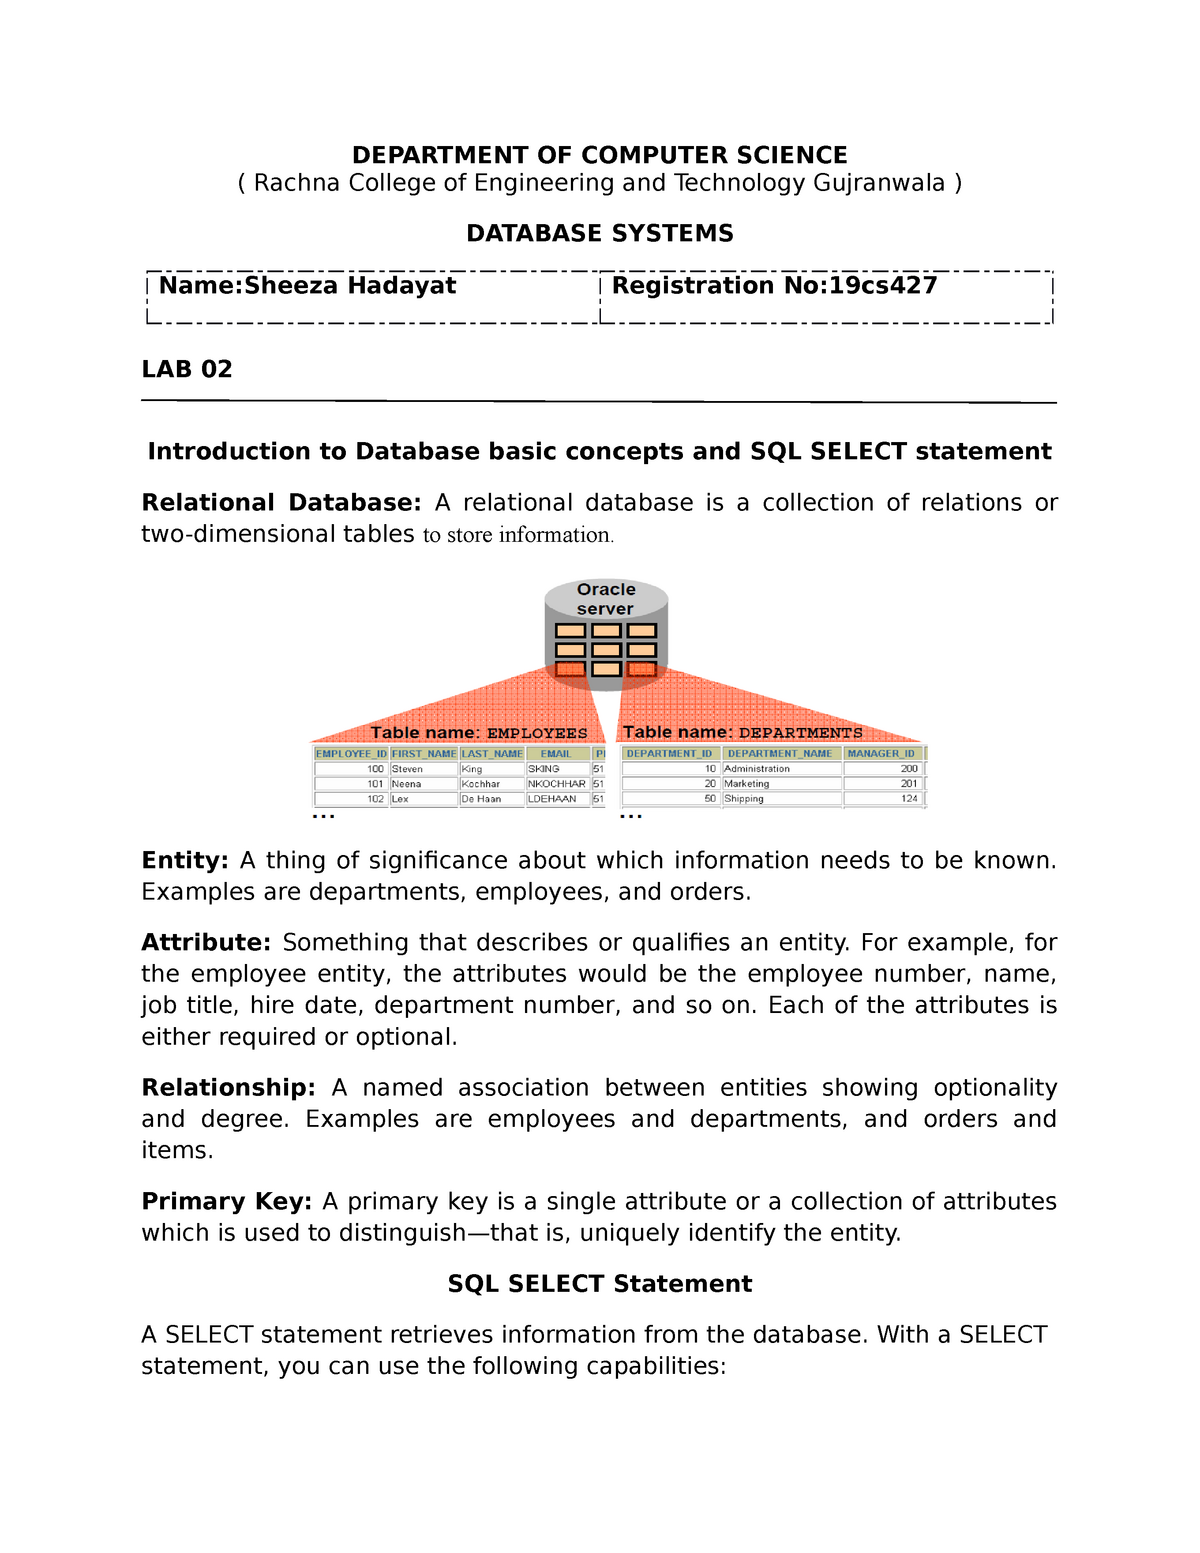 DEPARTMENT OF COMPUTER SCIENCE
( Rachna College of Engineering and Technology Gujranwala )
DATABASE SYSTEMS
Name:Sheeza Hadayat Registration No:19cs427
LAB 02
Introduction to Database basic concepts and SQL SELECT statement
Relational Database: A relational database is a collection of relations or
two-dimensional tables to store information.
Oracle
server
Table name: EMPLOYEES
EMPLOYEE_ID FIRST_NAME LAST_NAME EMAIL
100 Steven King SKING 51
101 Neena Kochhar NKOCHHAR 51
102 Lex De Haan LDEHAAN 51
...
Table name: DEPARTMENTS
DEPARTMENT_ID DEPARTMENT_NAME MANAGER_ID
10 Administration 200
20 Marketing 201
50 Shipping 124
...
Entity: A thing of significance about which information needs to be known.
Examples are departments, employees, and orders.
Attribute: Something that describes or qualifies an entity. For example, for
the employee entity, the attributes would be the employee number, name,
job title, hire date, department number, and so on. Each of the attributes is
either required or optional.
Relationship: A named association between entities showing optionality
and degree. Examples are employees and departments, and orders and
items.
Primary Key: A primary key is a single attribute or a collection of attributes
which is used to distinguish—that is, uniquely identify the entity.
SQL SELECT Statement
A SELECT statement retrieves information from the database. With a SELECT
statement, you can use the following capabilities: